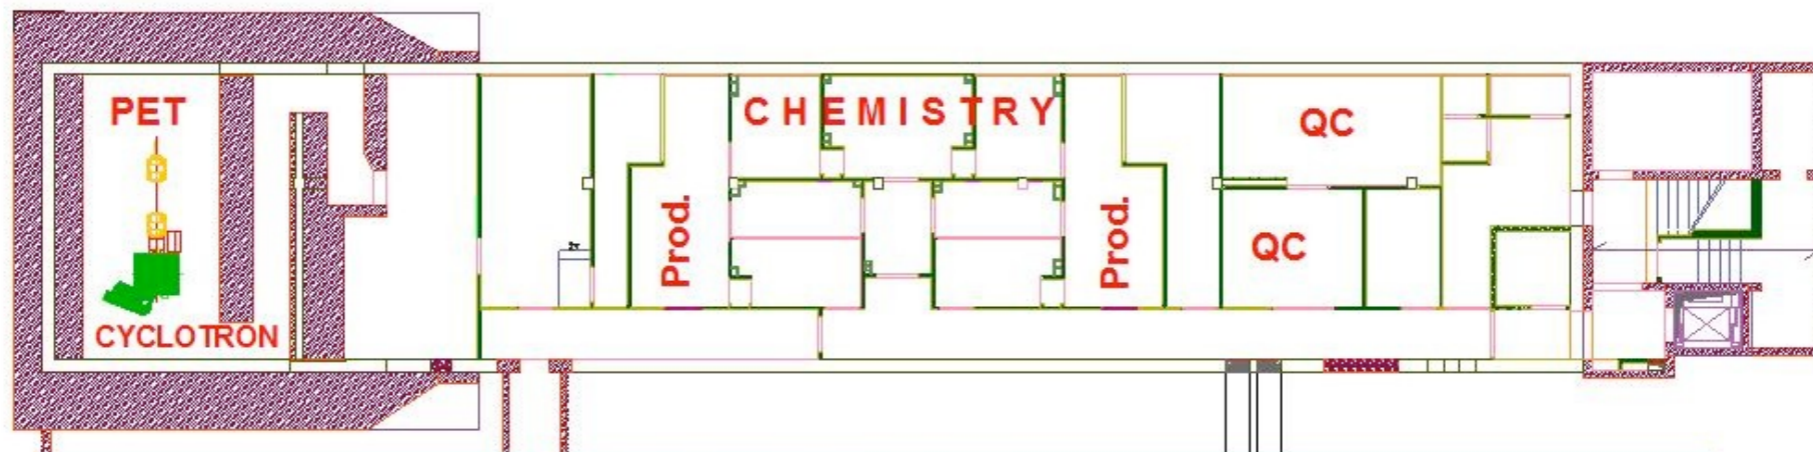 PET
CYCLOTRON
Prod.
CHEMISTRY
Prod.
QC
QC